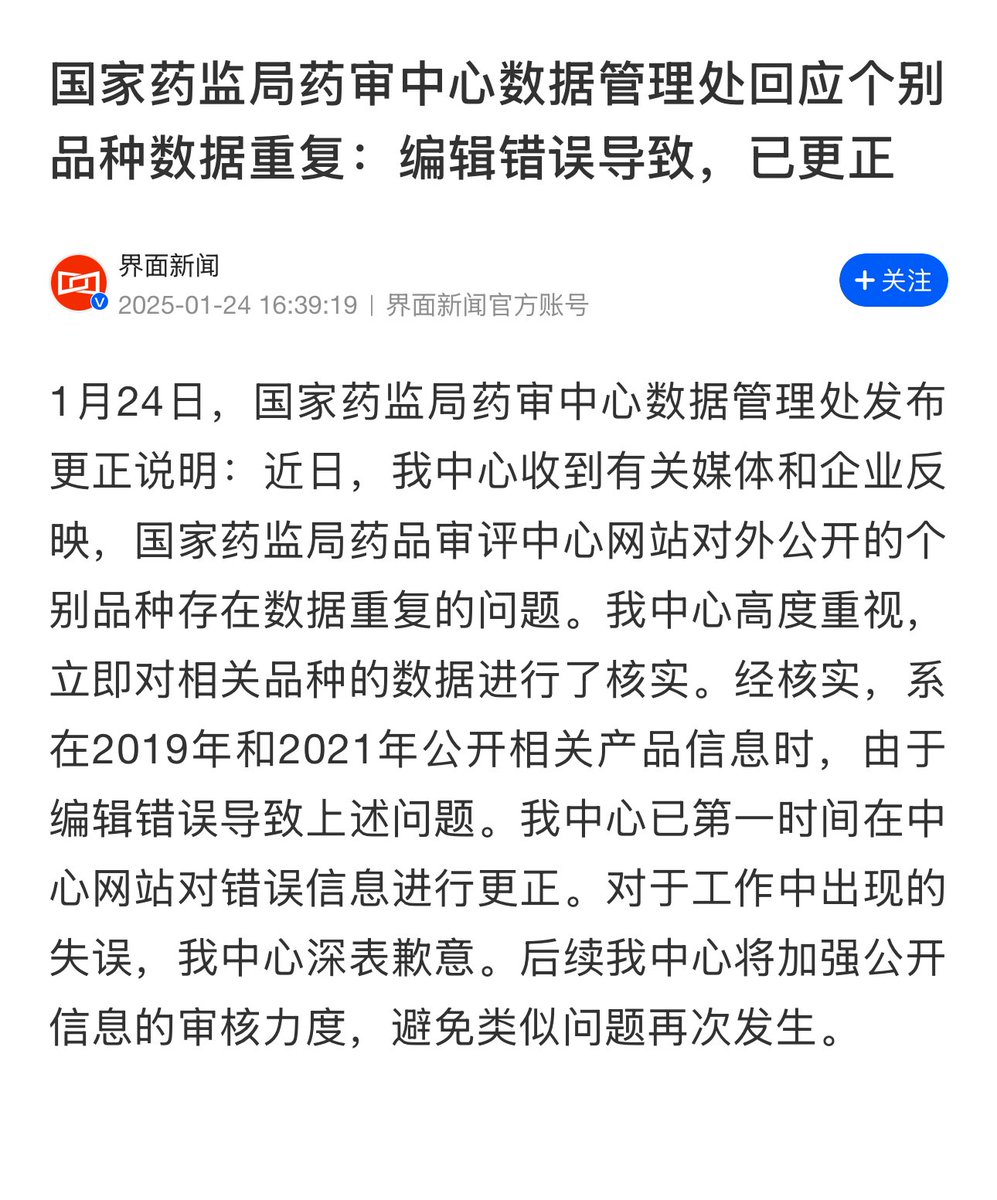 国家药监局药审中心数据管理处回应个别
品种数据重复：编辑错误导致，已更正
界面新闻
2025-01-24 16:39:19 | 界面新闻官方账号
+ 关注
V
1月24日，国家药监局药审中心数据管理处发布
更正说明：近日，我中心收到有关媒体和企业反
映，国家药监局药品审评中心网站对外公开的个
别品种存在数据重复的问题。我中心高度重视，
立即对相关品种的数据进行了核实。经核实，系
在2019年和2021年公开相关产品信息时，由于
编辑错误导致上述问题。我中心已第一时间在中
心网站对错误信息进行更正。对于工作中出现的
失误，我中心深表歉意。后续我中心将加强公开
信息的审核力度，避免类似问题再次发生。